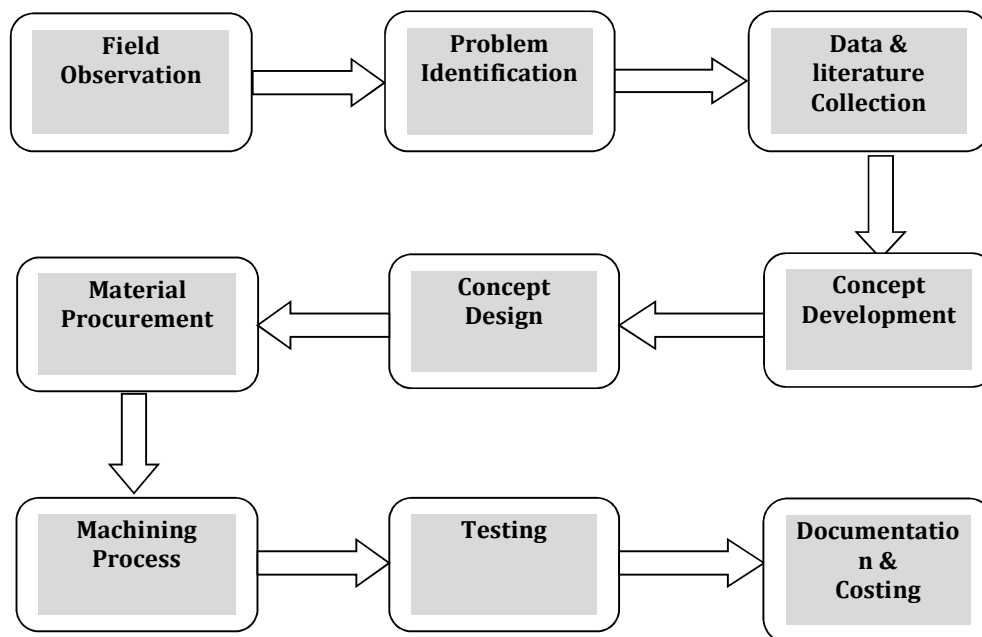 Field
Observation
Problem
Identification
Data &
literature
Collection
Material
Procurement
Concept
Design
Concept
Development
Machining
Process
Testing
Documentatio
n &
Costing